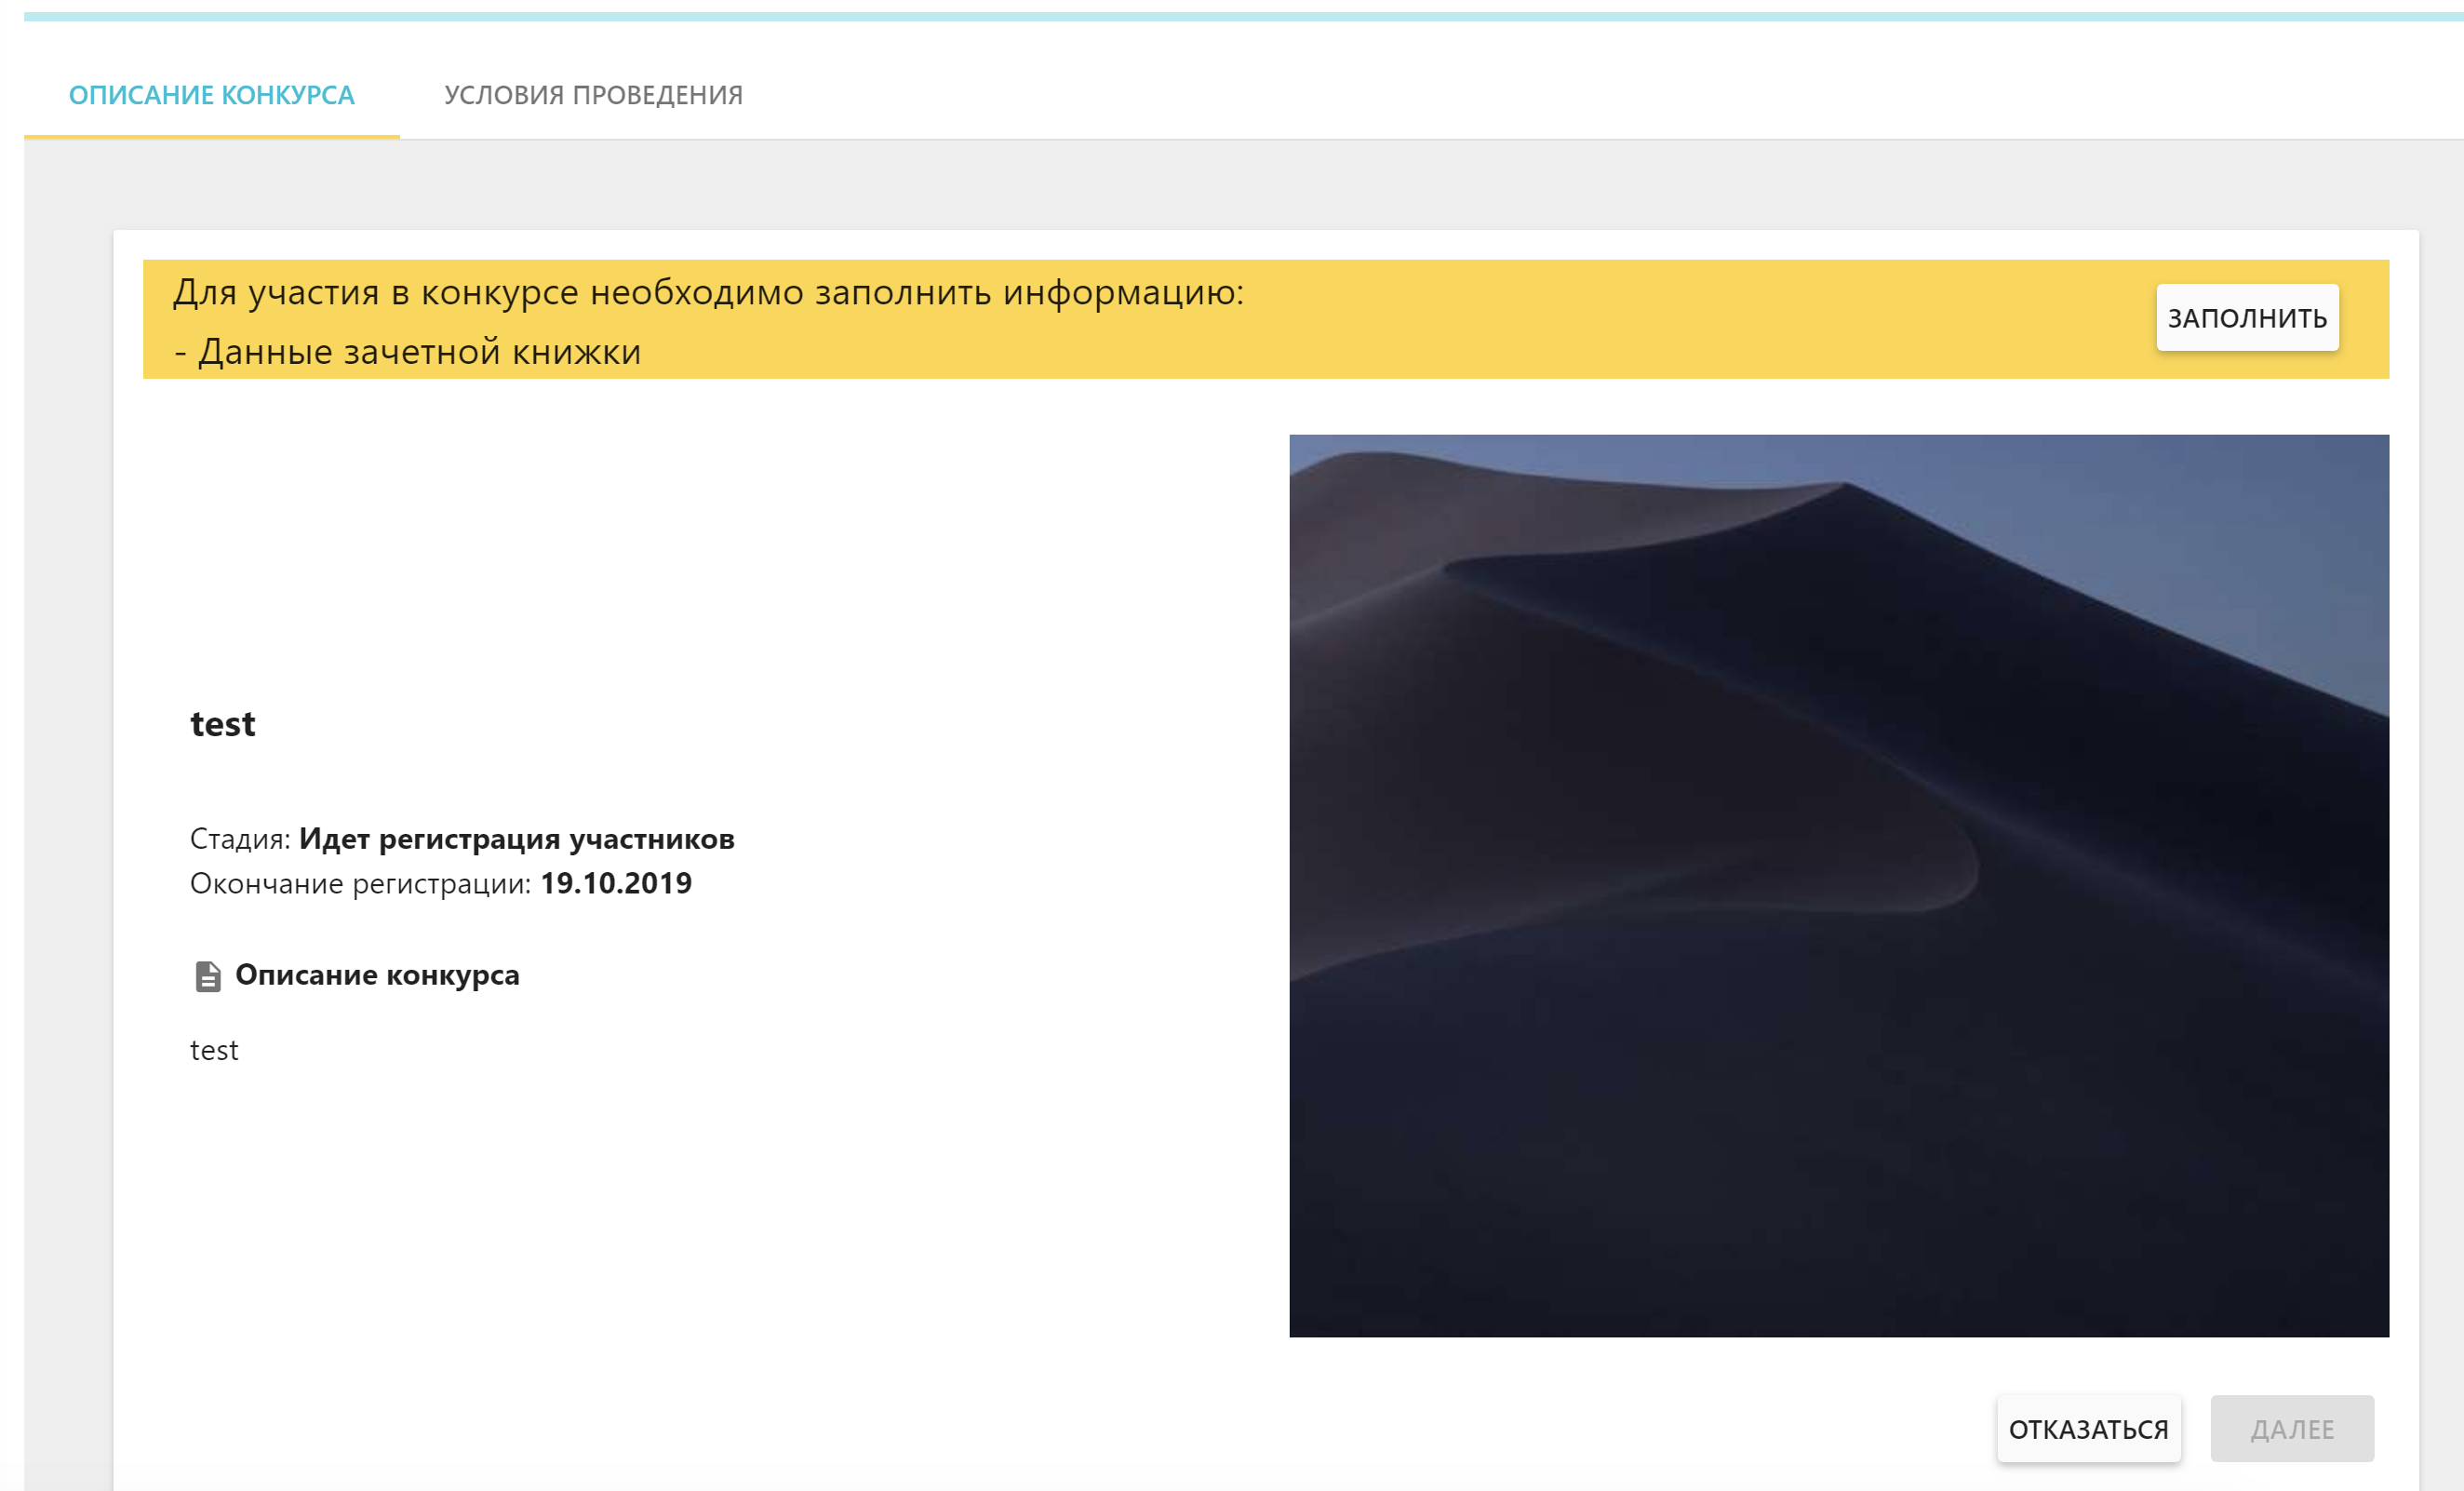 ОПИСАНИЕ КОНКУРСА
УСЛОВИЯ ПРОВЕДЕНИЯ
Для участия в конкурсе необходимо заполнить информацию:
- Данные зачетной книжки
ЗАПОЛНИТЬ
test
Стадия: Идет регистрация участников
Окончание регистрации: 19.10.2019
Описание конкурса
test
ОТКАЗАТЬСЯ
ДАЛЕЕ